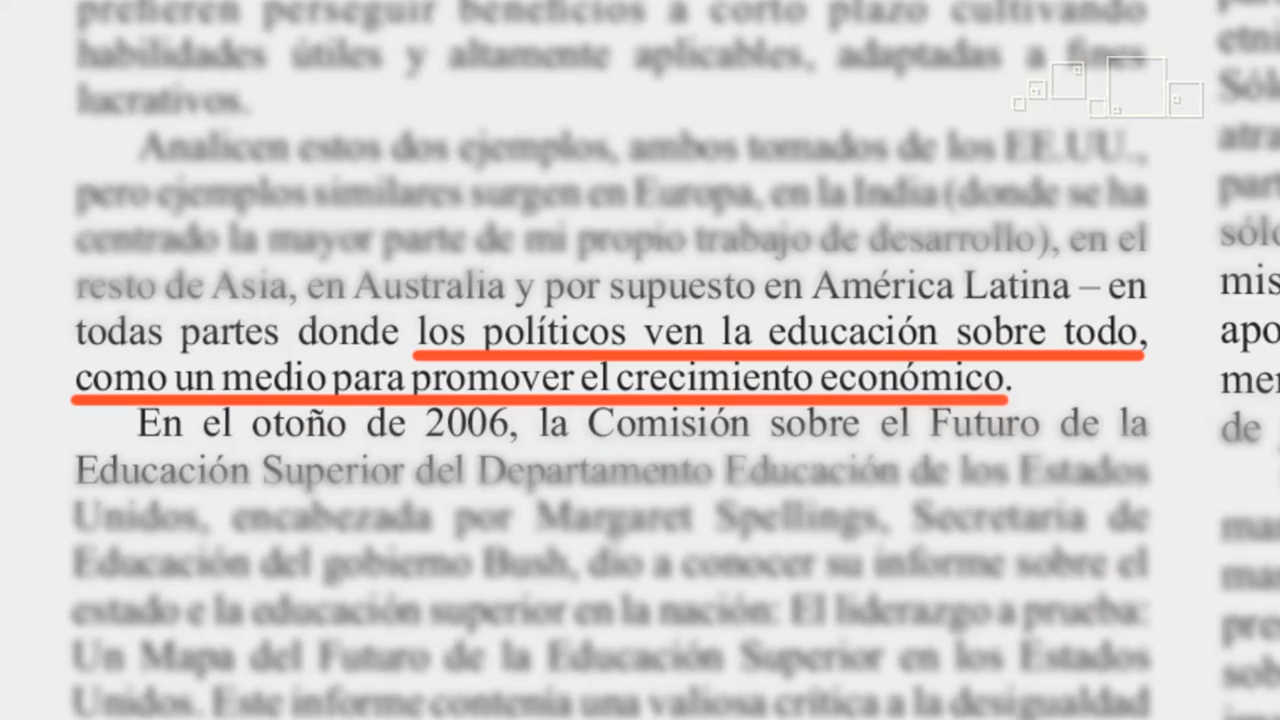 prefieren perseguir beneficios a corto plazo cultivando
habilidades útiles y altamente aplicables, adaptadas a fines
lucrativos.
Analicen estos dos ejemplos, ambos tomados de los EE.UU.,
pero ejemplos similares surgen en Europa, en la India (donde se ha
centrado la mayor parte de mi propio trabajo de desarrollo), en el
resto de Asia, en Australia y por supuesto en América Latina – en
todas partes donde los políticos ven la educación sobre todo,
como un medio para promover el crecimiento económico.
En el otoño de 2006, la Comisión sobre el Futuro de la
Educación Superior del Departamento Educación de los Estados
Unidos, encabezada por Margaret Spellings, Secretaria de
Educación del gobierno Bush, dio a conocer su informe sobre el
estado e la educación superior en la nación: El liderazgo a prueba:
Un Mapa del Futuro de la Educación Superior en los Estados
Unidos. Este informe contenía una valiosa crítica a la desigualdad
sólo
mis
apo
de